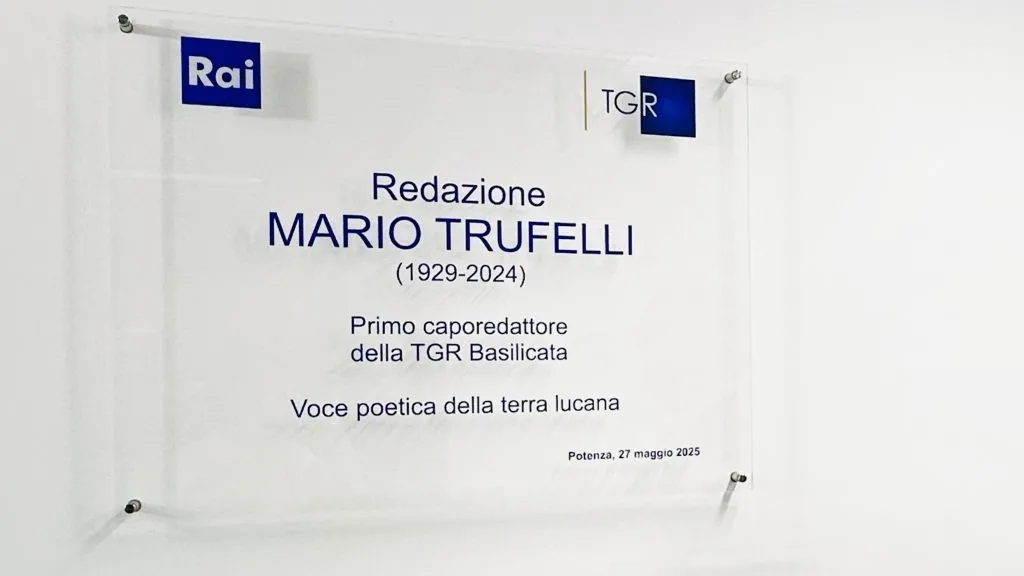 Rai
TGR
Redazione
MARIO TRUFELLI
(1929-2024)
Primo caporedattore
della TGR Basilicata
Voce poetica della terra lucana
Potenza, 27 maggio 2025